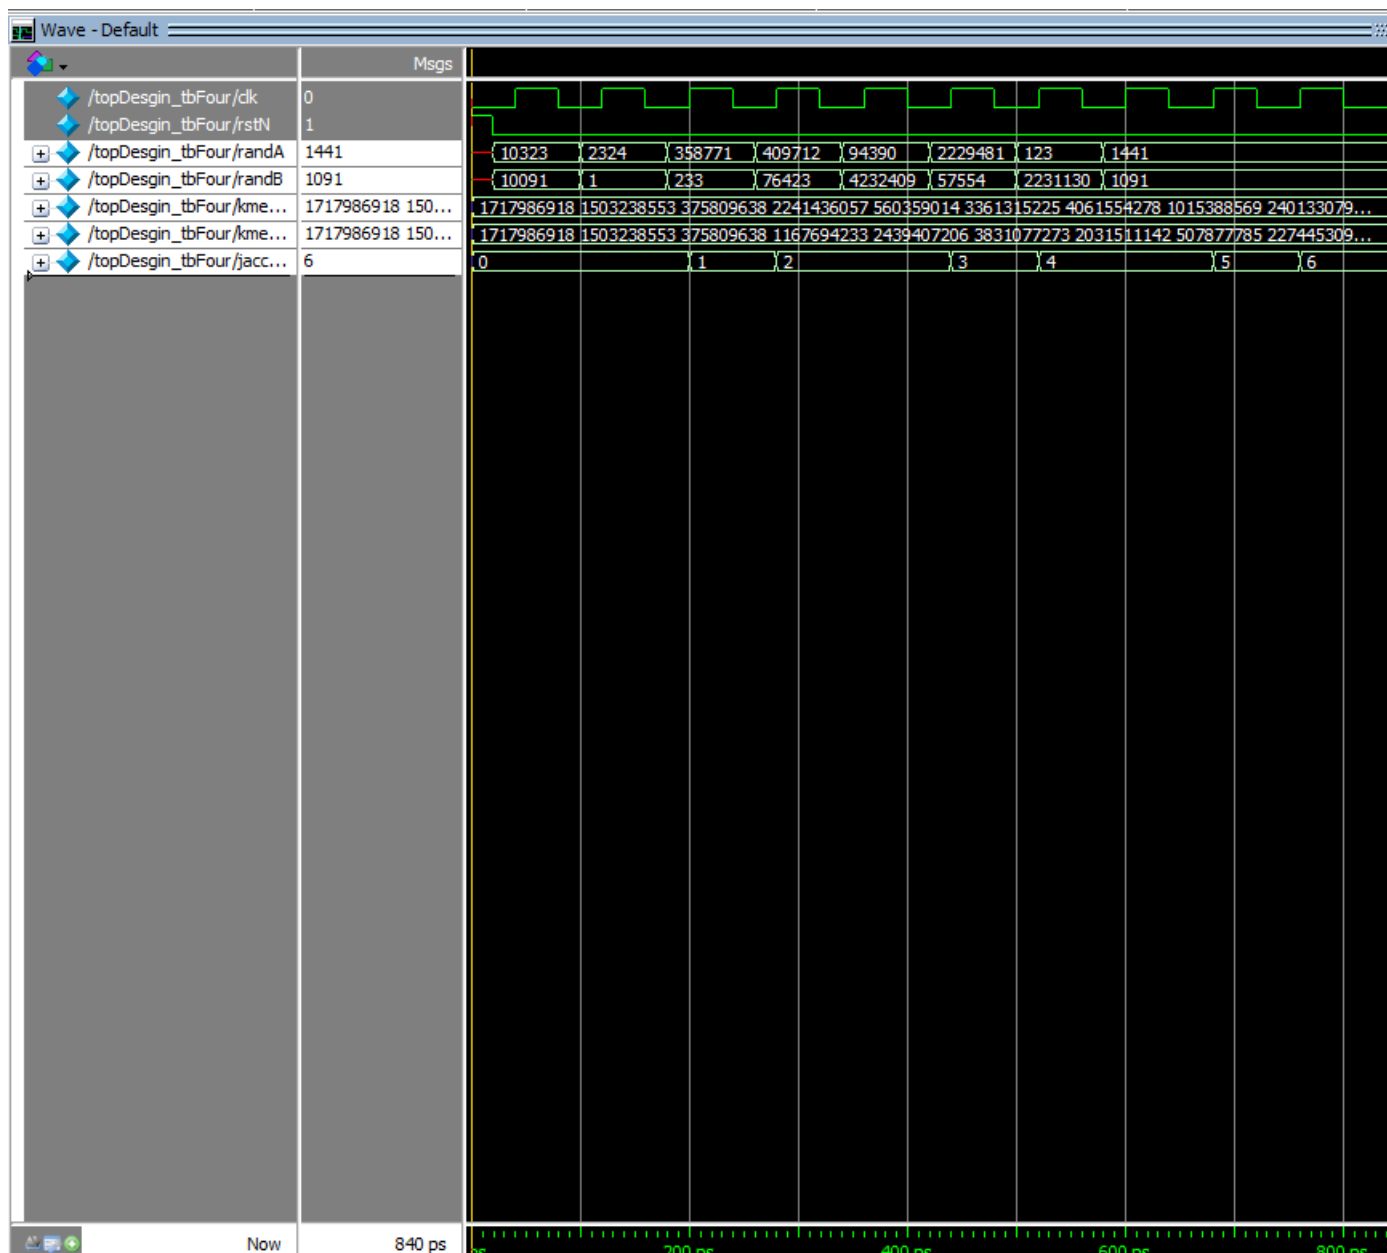 Wave - Default
Msgs
/topDesgin_tbFour/clk 0
/topDesgin_tbFour/rstN 1
/topDesgin_tbFour/randA 1441 10323 2324 358771 409712 94390 2229481 123 1441
/topDesgin_tbFour/randB 1091 10091 1 233 76423 4232409 57554 2231130 1091
/topDesgin_tbFour/kme... 1717986918 150... 1717986918 1503238553 375809638 2241436057 560359014 3361315225 4061554278 1015388569 240133079...
/topDesgin_tbFour/kme... 1717986918 150... 1717986918 1503238553 375809638 1167694233 2439407206 3831077273 2031511142 507877785 227445309...
/topDesgin_tbFour/jacc... 6 0 1 2 3 4 5 6
Now 840 ps 200 ps 400 ps 600 ps 800 ps